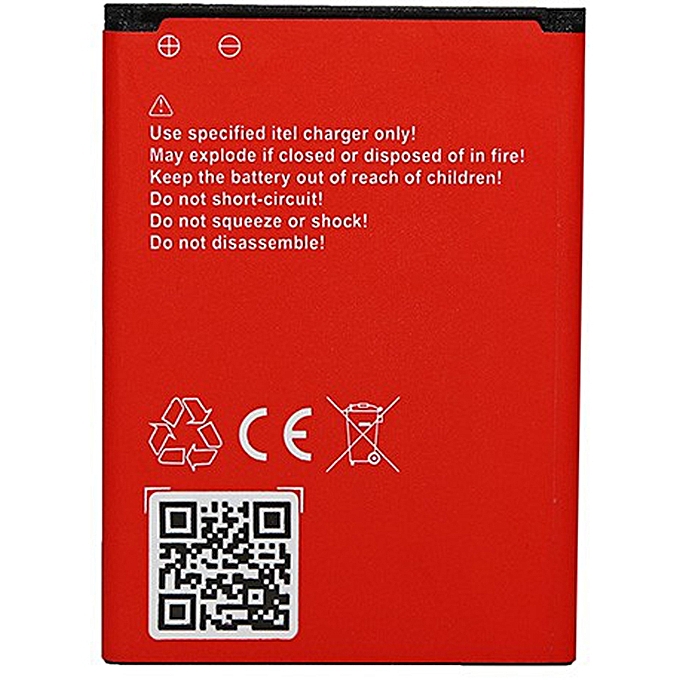 Use specified itel charger only!
May explode if closed or disposed of in fire!
Keep the battery out of reach of children!
Do not short-circuit!
Do not squeeze or shock!
Do not disassemble!
CE